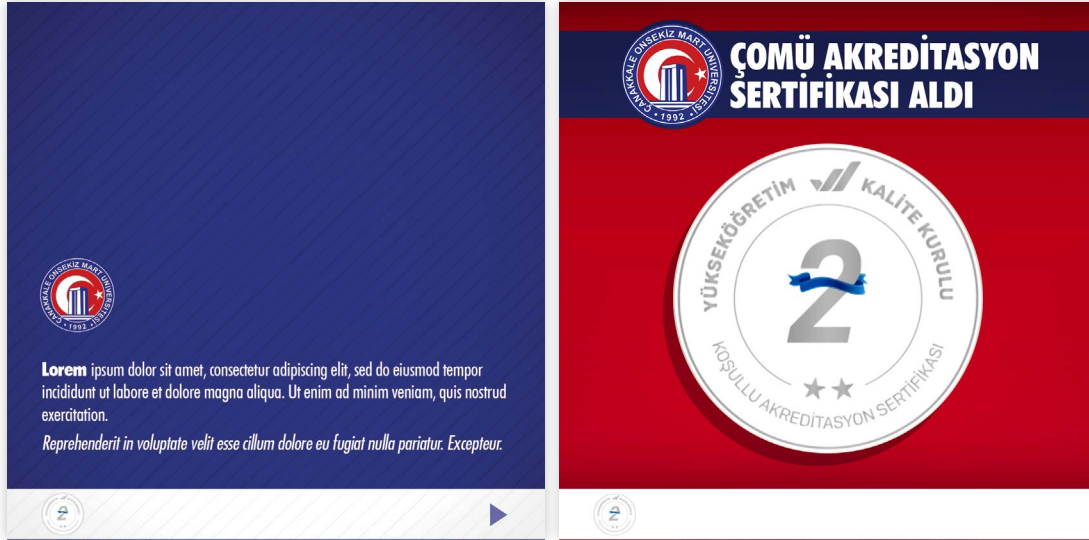 ÇANAKKALE ONSEKİZ MART ÜNİVERSİTESİ
• 1992 •
Lorem ipsum dolor sit amet, consectetur adipiscing elit, sed do eiusmod tempor
incididunt ut labore et dolore magna aliqua. Ut enim ad minim veniam, quis nostrud
exercitation.
Reprehenderit in voluptate velit esse cillum dolore eu fugiat nulla pariatur. Excepteur.
2
ÇANAKKALE ONSEKİZ MART ÜNİVERSİTESİ
• 1992 •
ÇOMÜ AKREDİTASYON
SERTİFİKASI ALDI
YÜKSEKÖĞRETİM KALİTE KURULU
2
KOŞULLU AKREDİTASYON SERTİFİKASI
2